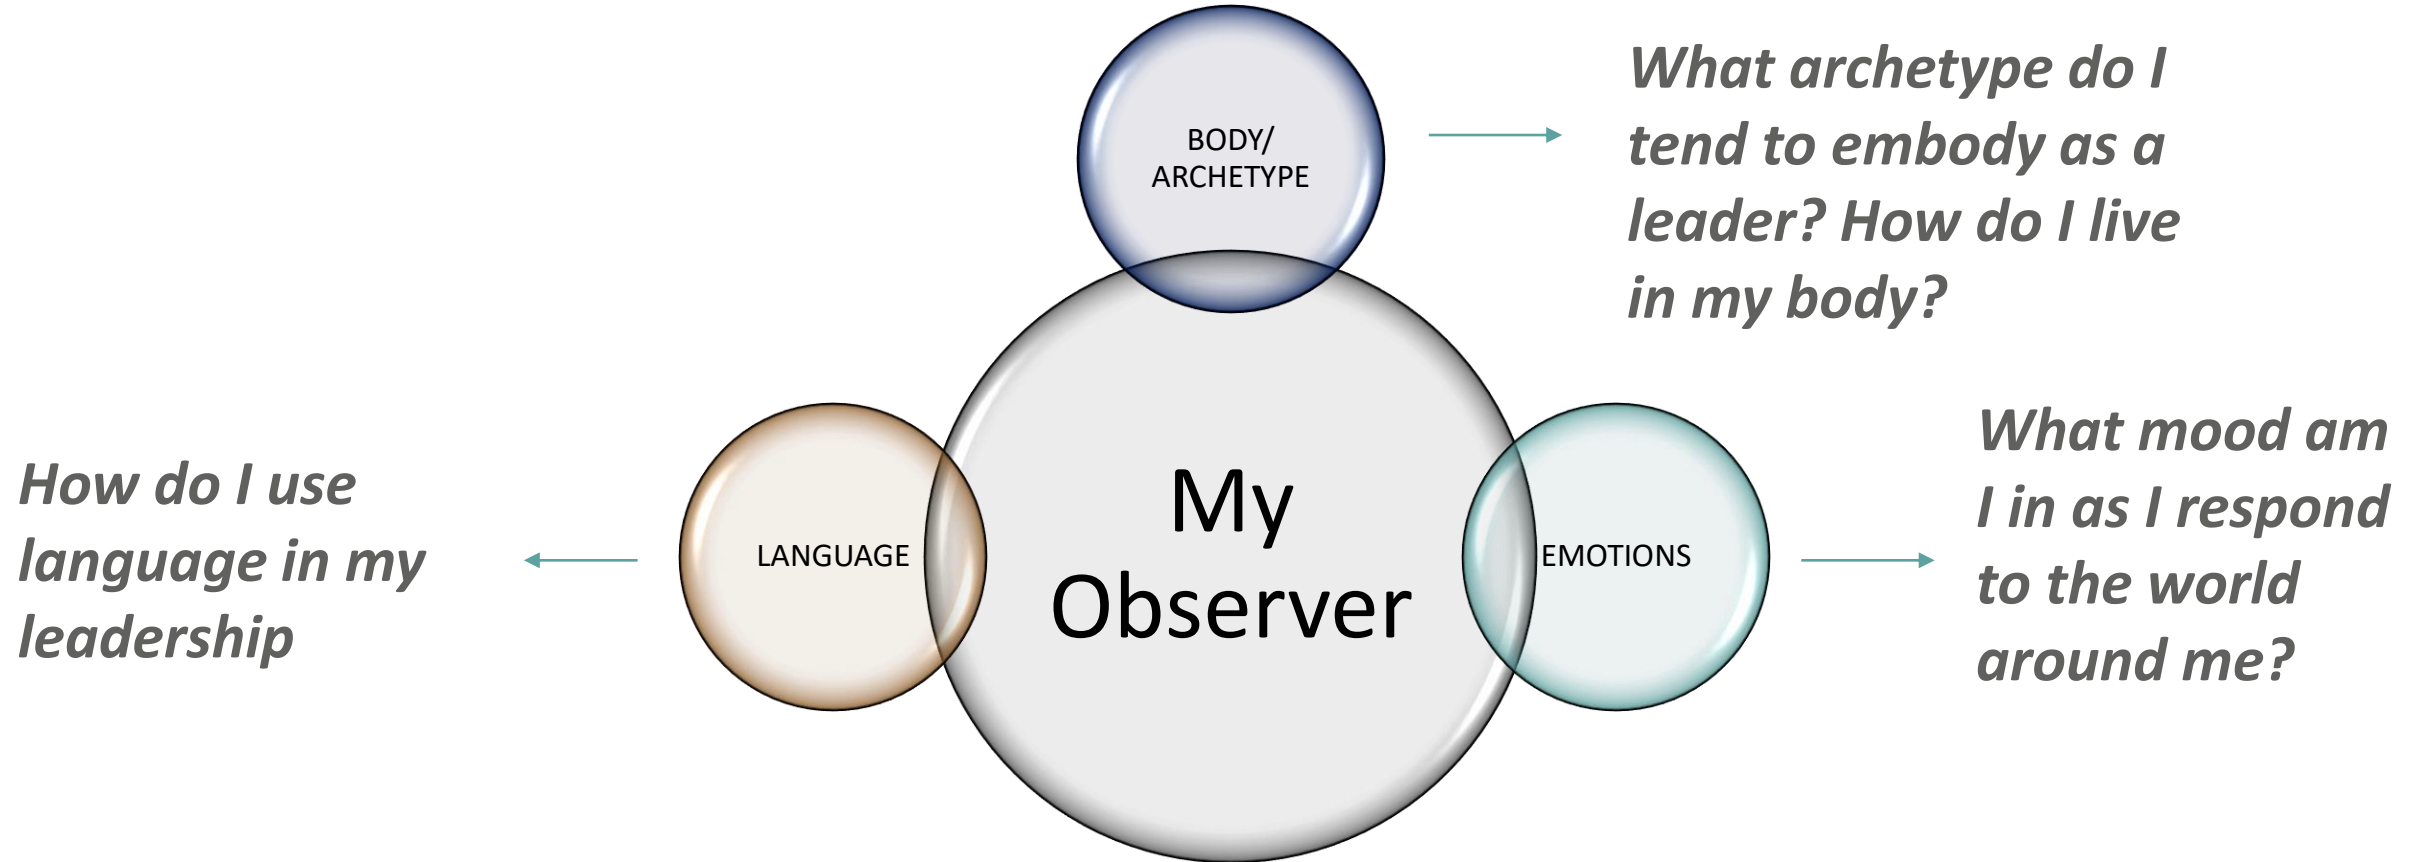 BODY/
ARCHETYPE
What archetype do I
tend to embody as a
leader? How do I live
in my body?
How do I use
language in my
leadership
LANGUAGE
My
Observer
EMOTIONS
What mood am
I in as I respond
to the world
around me?